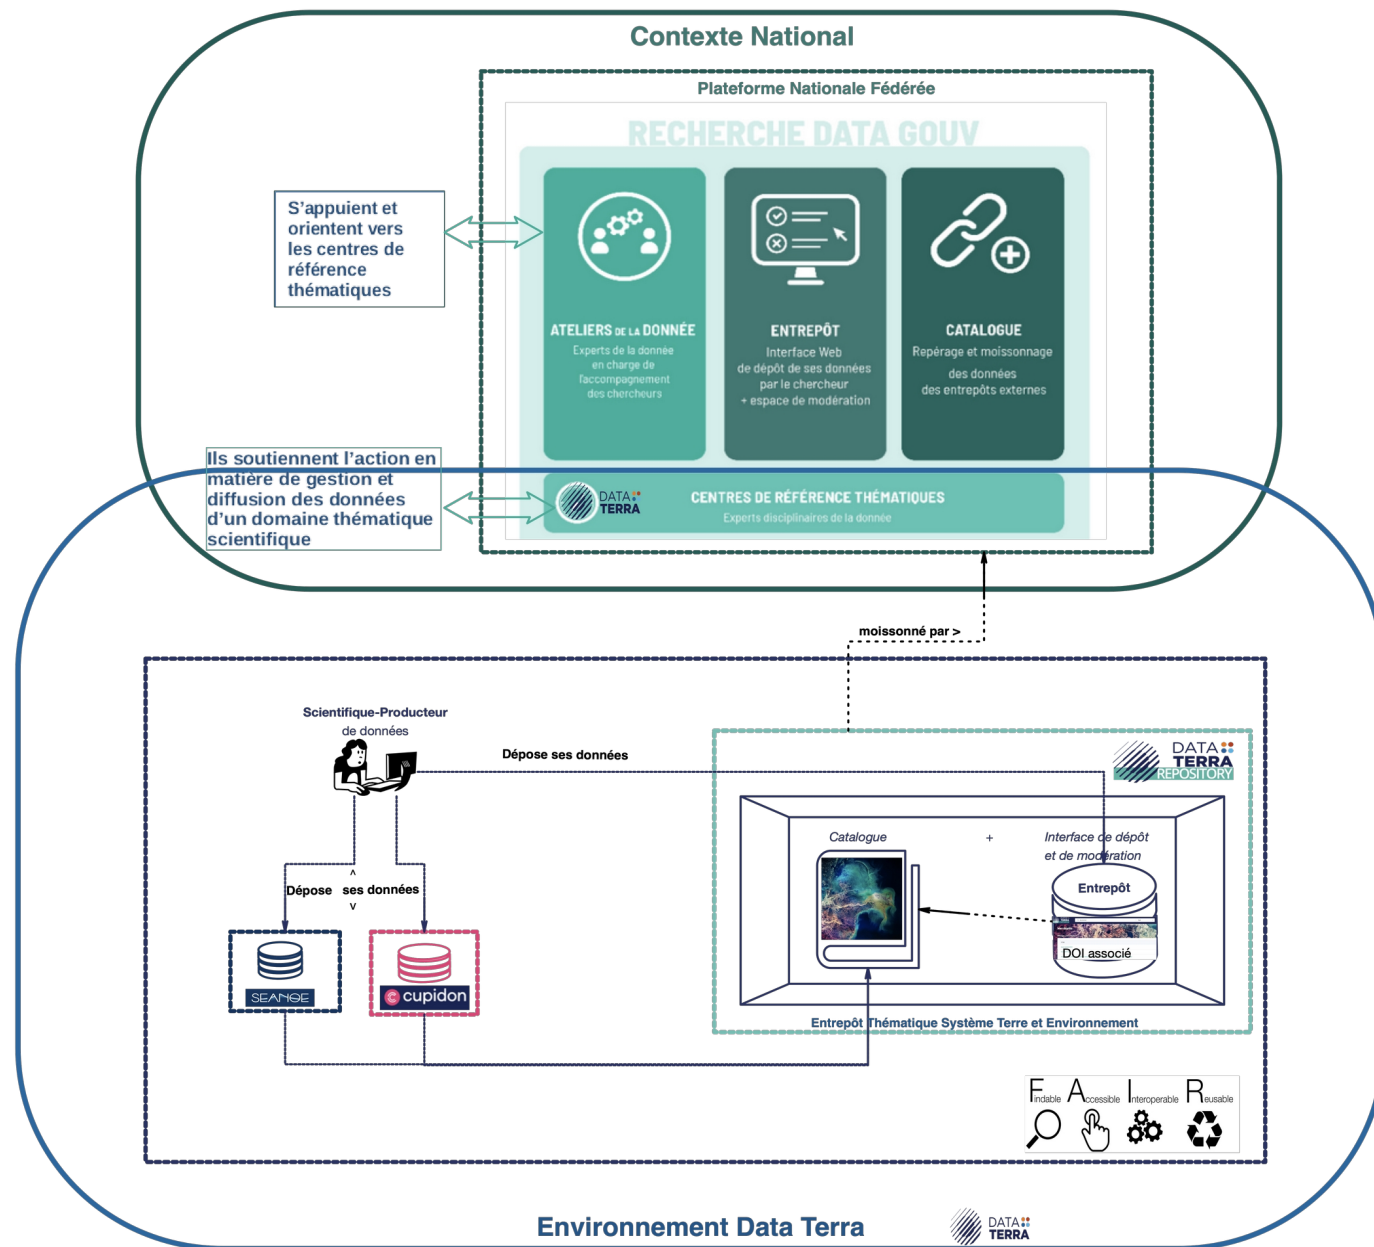 Contexte National
Plateforme Nationale Fédérée
RECHERCHE DATA GOUV
S'appuient et
orientent vers
les centres de
référence
thématiques
ATELIERS DE LA DONNÉE
Experts de la donnée
en charge de
l'accompagnement
des chercheurs
ENTREPÔT
Interface Web
de dépôt de ses données
par le chercheur
+ espace de modération
CATALOGUE
Repérage et moissonnage
des données
des entrepôts externes
Ils soutiennent l'action en
matière de gestion et
diffusion des données
d'un domaine thématique
scientifique
DATA
TERRA
CENTRES DE RÉFÉRENCE THÉMATIQUES
Experts disciplinaires de la donnée
moissonné par >
Scientifique-Producteur
de données
Dépose ses données
DATA
TERRA
REPOSITORY
Catalogue + Interface de dépôt
et de modération
Entrepôt
DOI associé
^
Dépose ses données
v
SEANOE
cupidon
Entrepôt Thématique Système Terre et Environnement
Findable Accessible Interoperable Reusable
Environnement Data Terra
DATA
TERRA